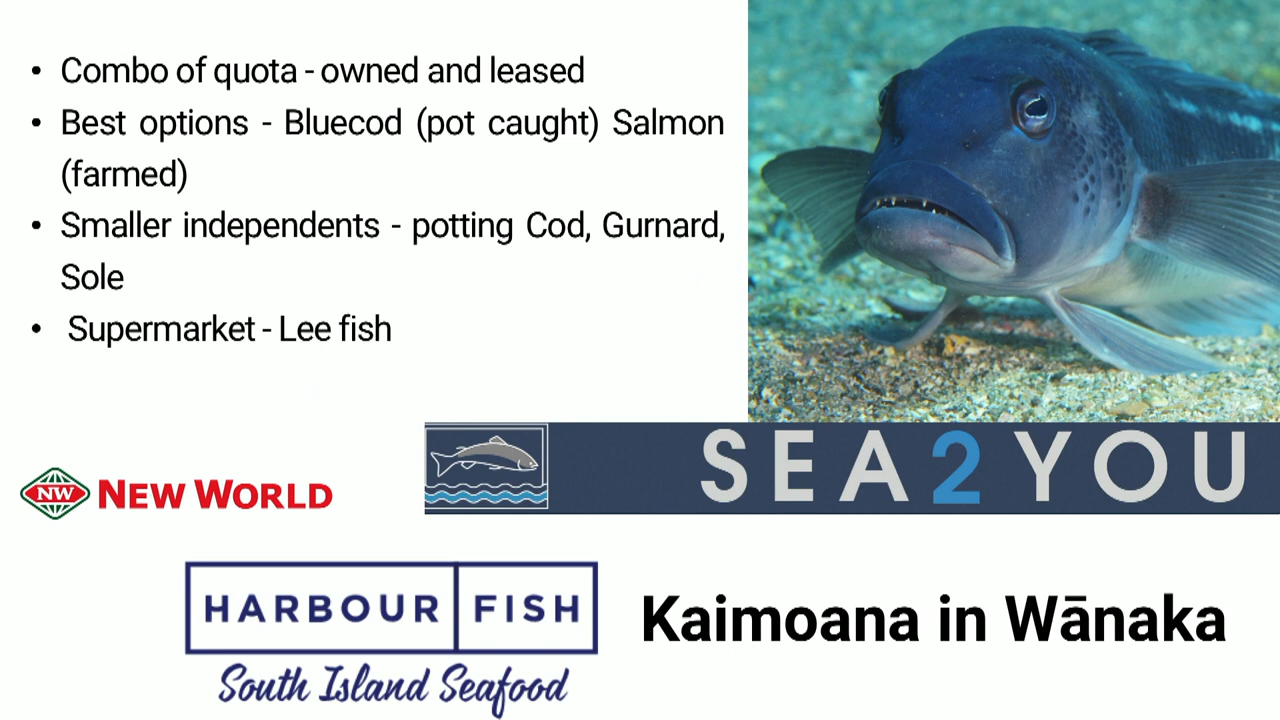 • Combo of quota - owned and leased
• Best options - Bluecod (pot caught) Salmon
(farmed)
• Smaller independents - potting Cod, Gurnard,
Sole
• Supermarket - Lee fish
SEA2YOU
NW NEW WORLD
HARBOUR FISH
South Island Seafood
Kaimoana in Wānaka